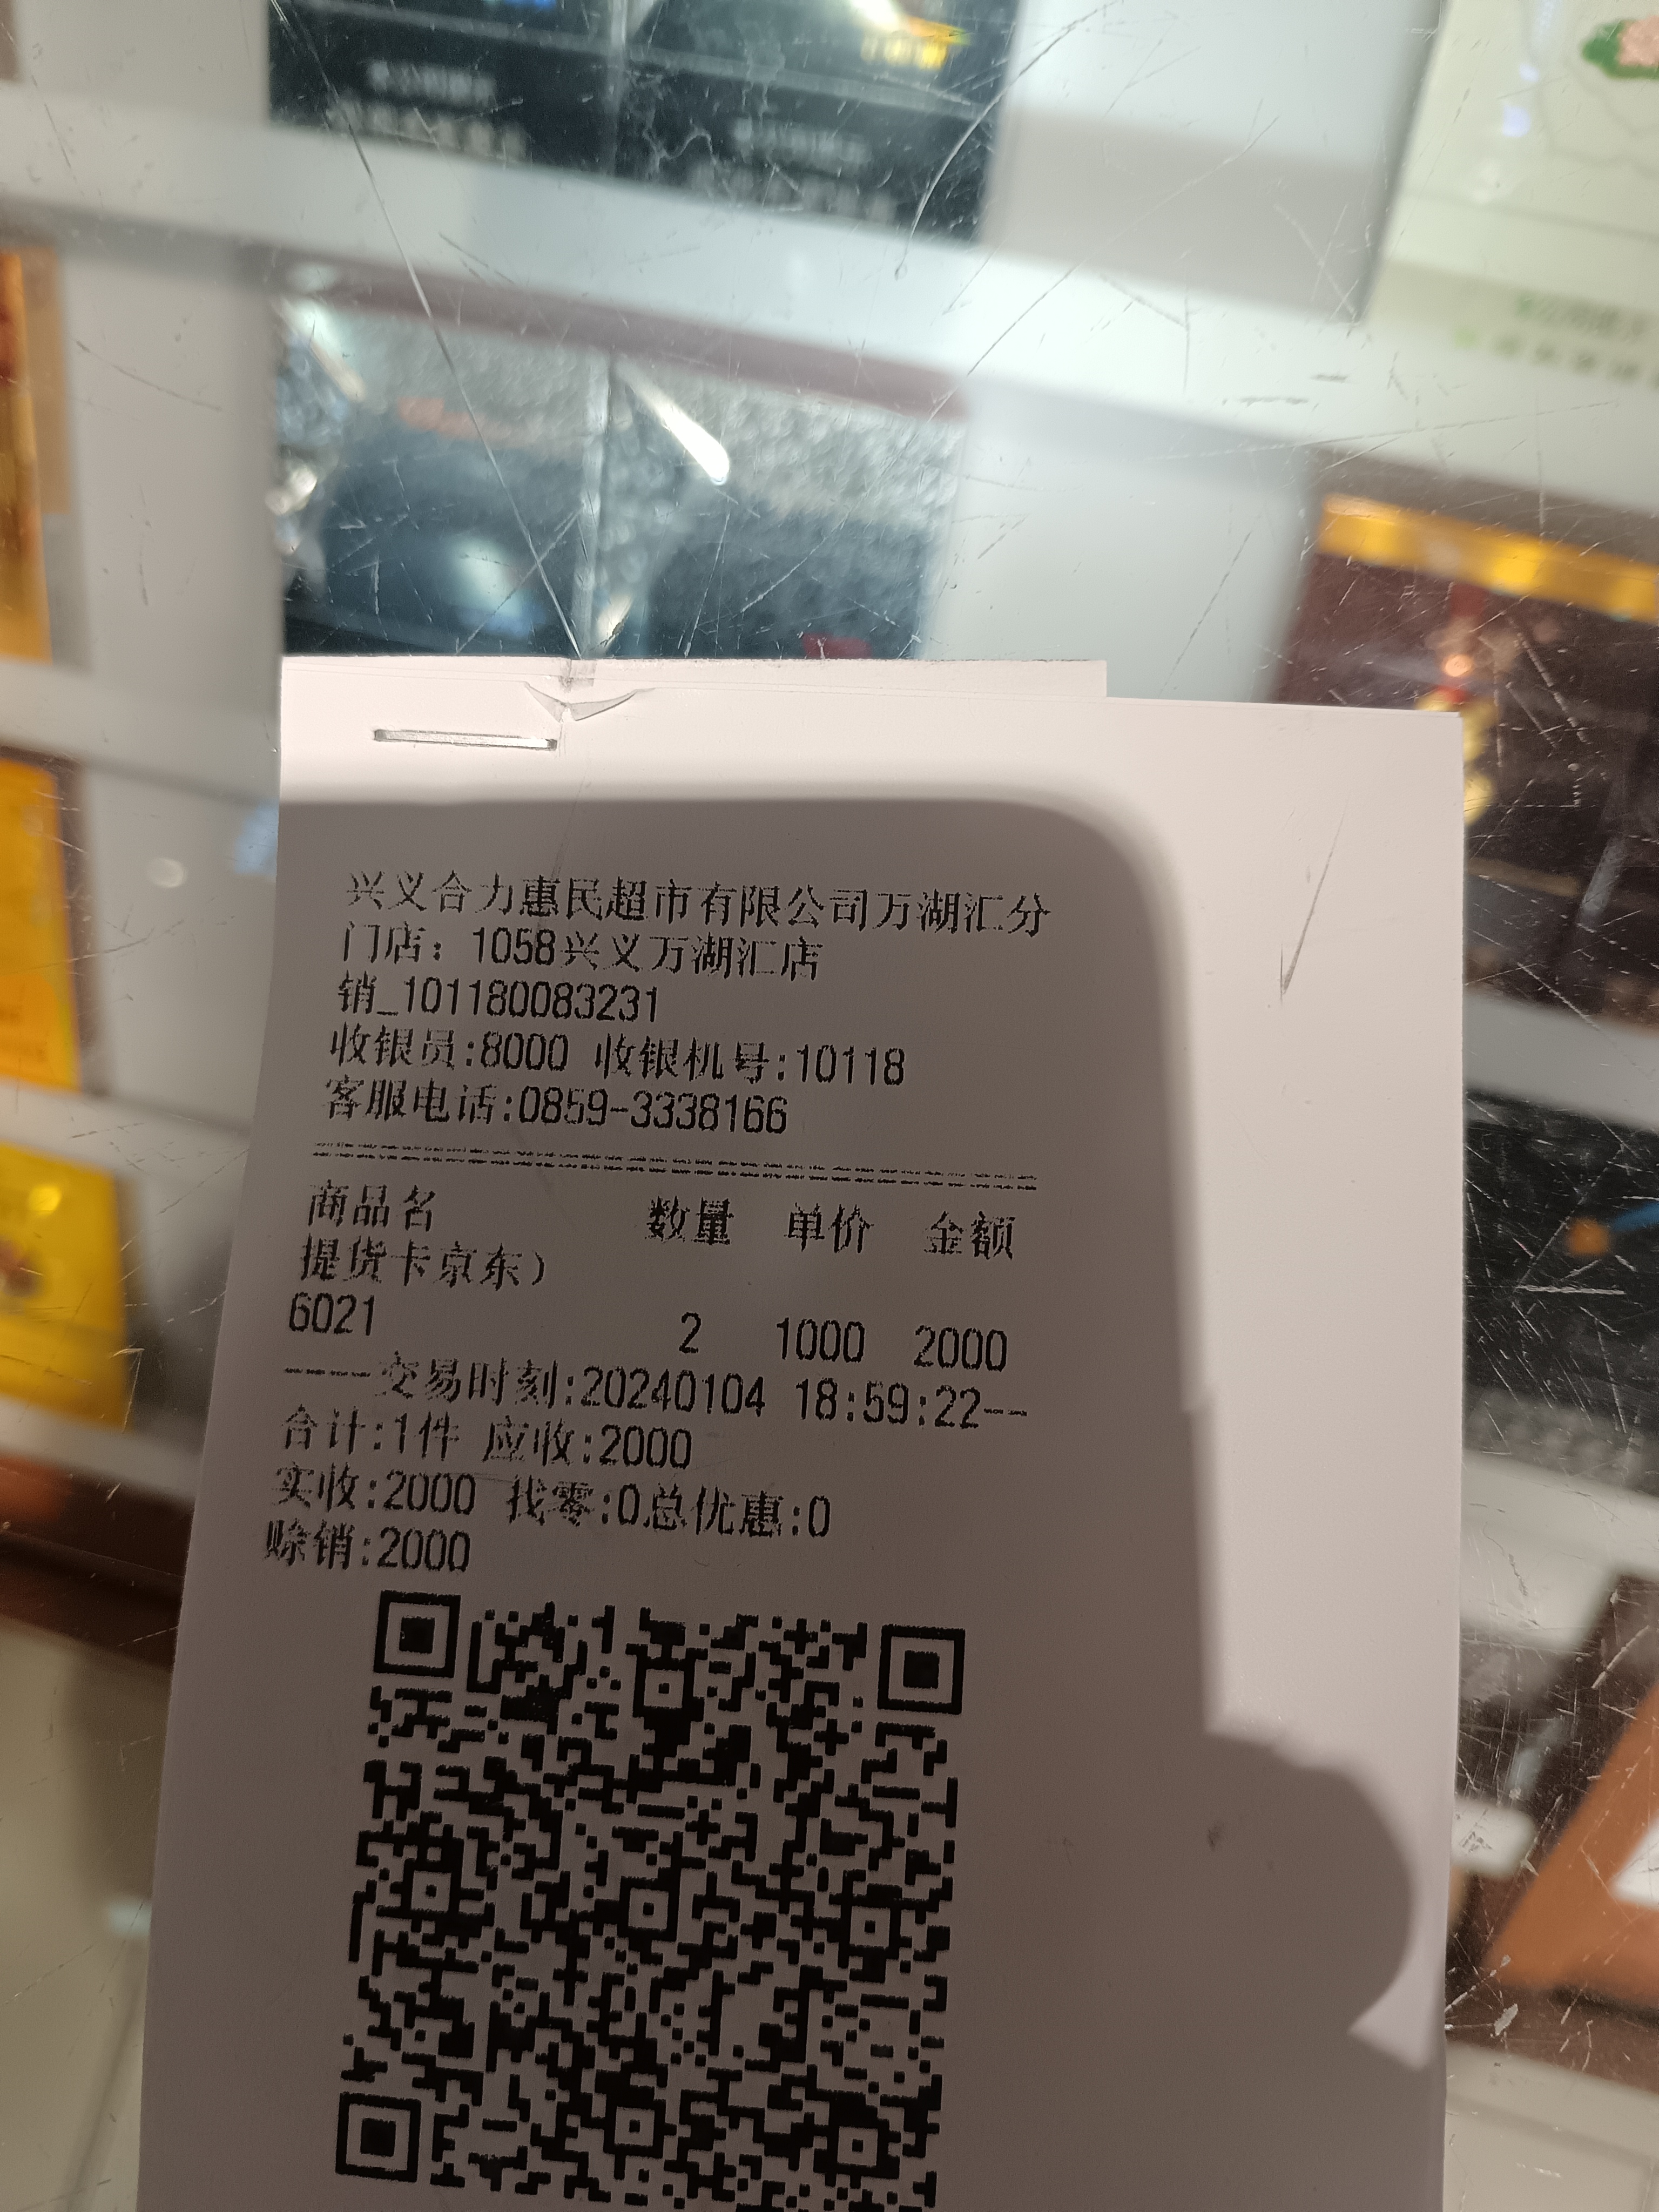 兴义合力惠民超市有限公司万湖汇分
门店：1058兴义万湖汇店
销_101180083231
收银员:8000 收银机号:10118
客服电话:0859-3338166
商品名 数量 单价 金额
提货卡京东)
6021 2 1000 2000
----交易时刻:20240104 18:59:22--
合计:1件 应收:2000
实收:2000 找零:0总优惠:0
赊销:2000